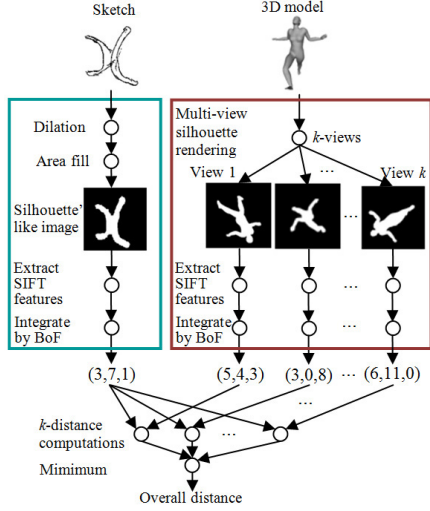 Sketch
3D model
Dilation
Area fill
Silhouette'
like image
Extract
SIFT
features
Integrate
by BoF
Multi-view
silhouette
rendering
k-views
View 1
...
View k
...
Extract
SIFT
features
...
Integrate
by BoF
...
(3,7,1)
(5,4,3)
(3,0,8)
...
(6,11,0)
...
k-distance
computations
...
Mimimum
Overall distance